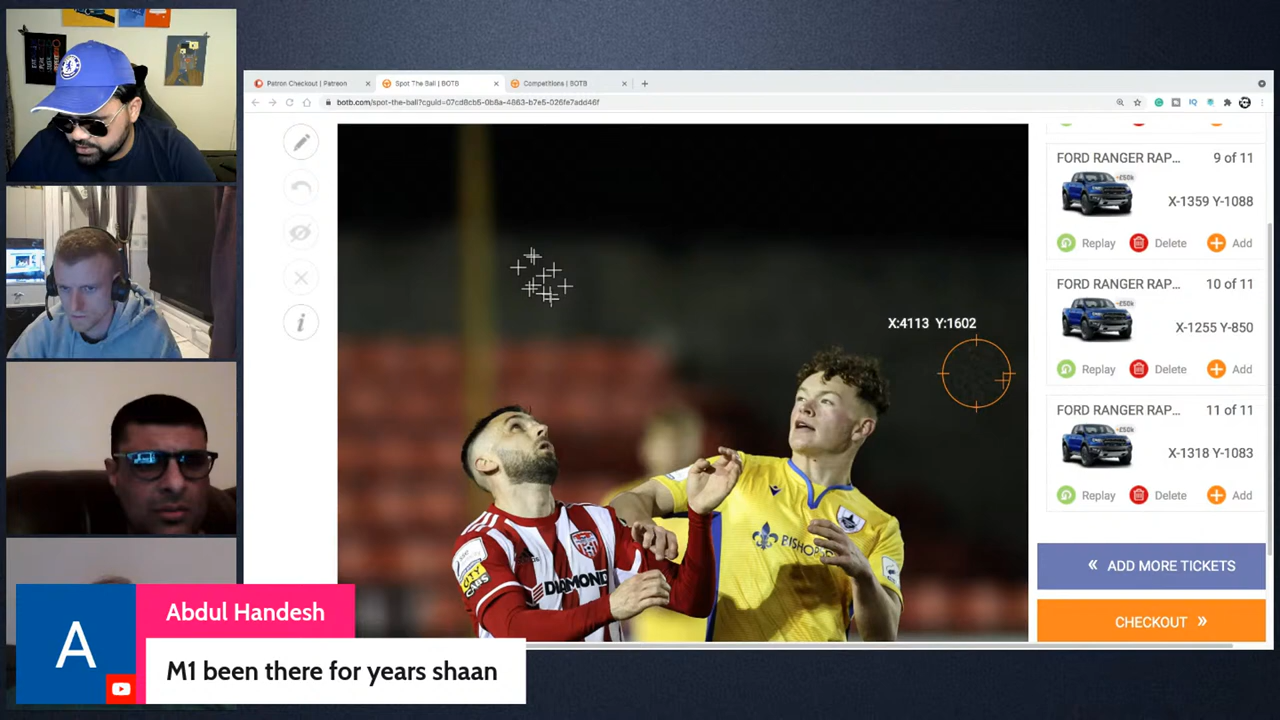 Patron Checkout | Patreon
Spot The Ball | BOTB
Competitions | BOTB
botb.com/spot-the-ball?cguid=07cd8cb5-0b8a-4863-b7e5-026fe7add46f
FORD RANGER RAP... 9 of 11
X-1359 Y-1088
Replay Delete Add
FORD RANGER RAP... 10 of 11
X-1255 Y-850
Replay Delete Add
FORD RANGER RAP... 11 of 11
X-1318 Y-1083
Replay Delete Add
« ADD MORE TICKETS
CHECKOUT »
X:4113 Y:1602
DIAMOND
CABS
BISHOP
A
Abdul Handesh
M1 been there for years shaan